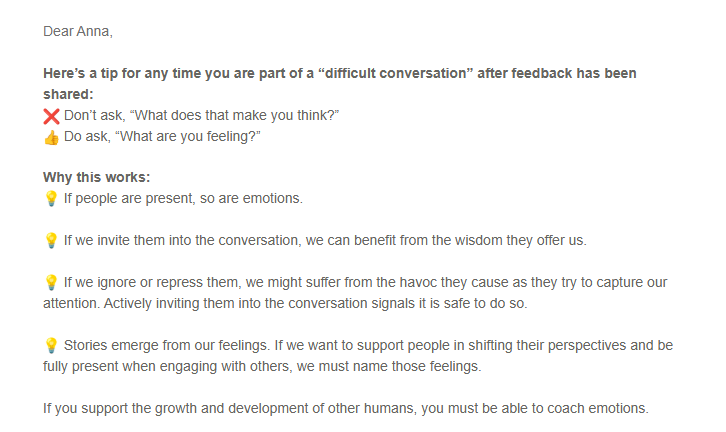 Dear Anna,
Here’s a tip for any time you are part of a “difficult conversation” after feedback has been
shared:
❌ Don’t ask, “What does that make you think?”
👍 Do ask, “What are you feeling?”
Why this works:
💡 If people are present, so are emotions.
💡 If we invite them into the conversation, we can benefit from the wisdom they offer us.
💡 If we ignore or repress them, we might suffer from the havoc they cause as they try to capture our
attention. Actively inviting them into the conversation signals it is safe to do so.
💡 Stories emerge from our feelings. If we want to support people in shifting their perspectives and be
fully present when engaging with others, we must name those feelings.
If you support the growth and development of other humans, you must be able to coach emotions.